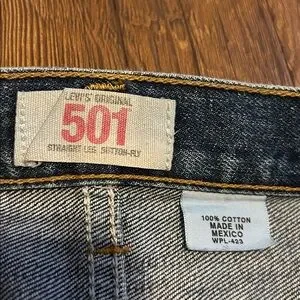 LEVI'S ORIGINAL
501
STRAIGHT LEG BUTTON-FLY
100% COTTON
MADE IN
MEXICO
WPL-423